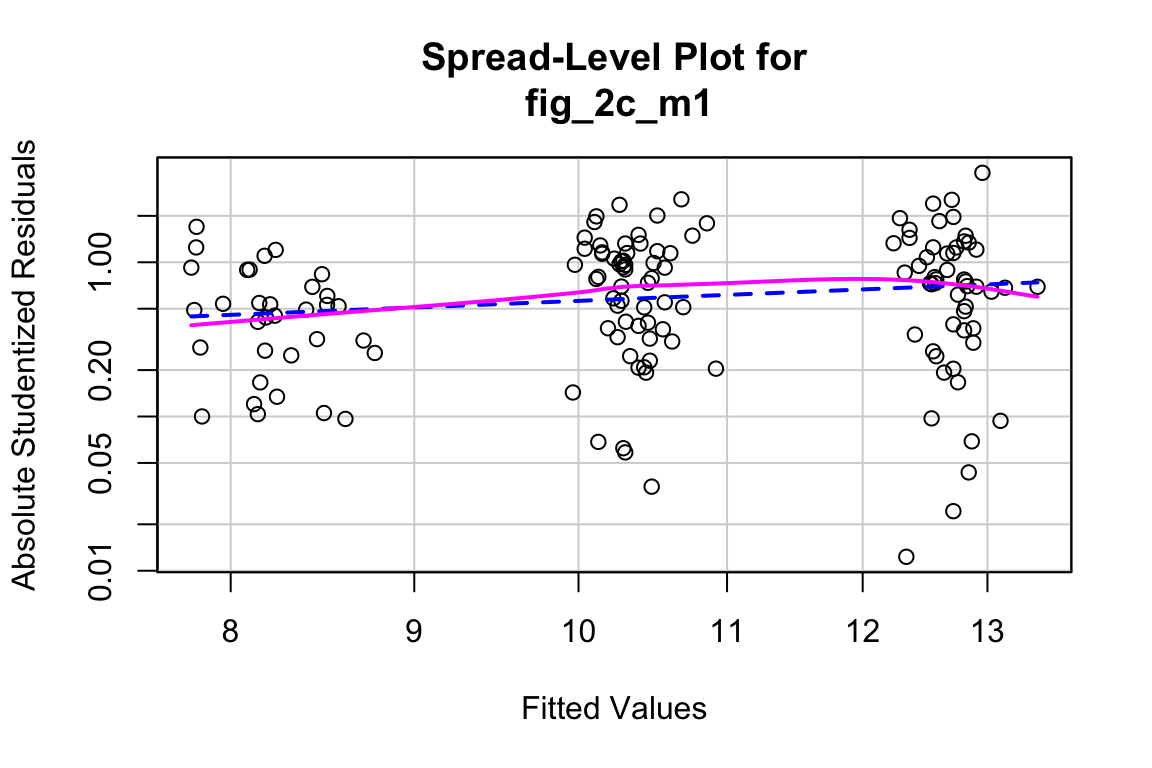 Spread-Level Plot for
fig_2c_m1
Absolute Studentized Residuals
1.00
0.20
0.05
0.01
8 9 10 11 12 13
Fitted Values